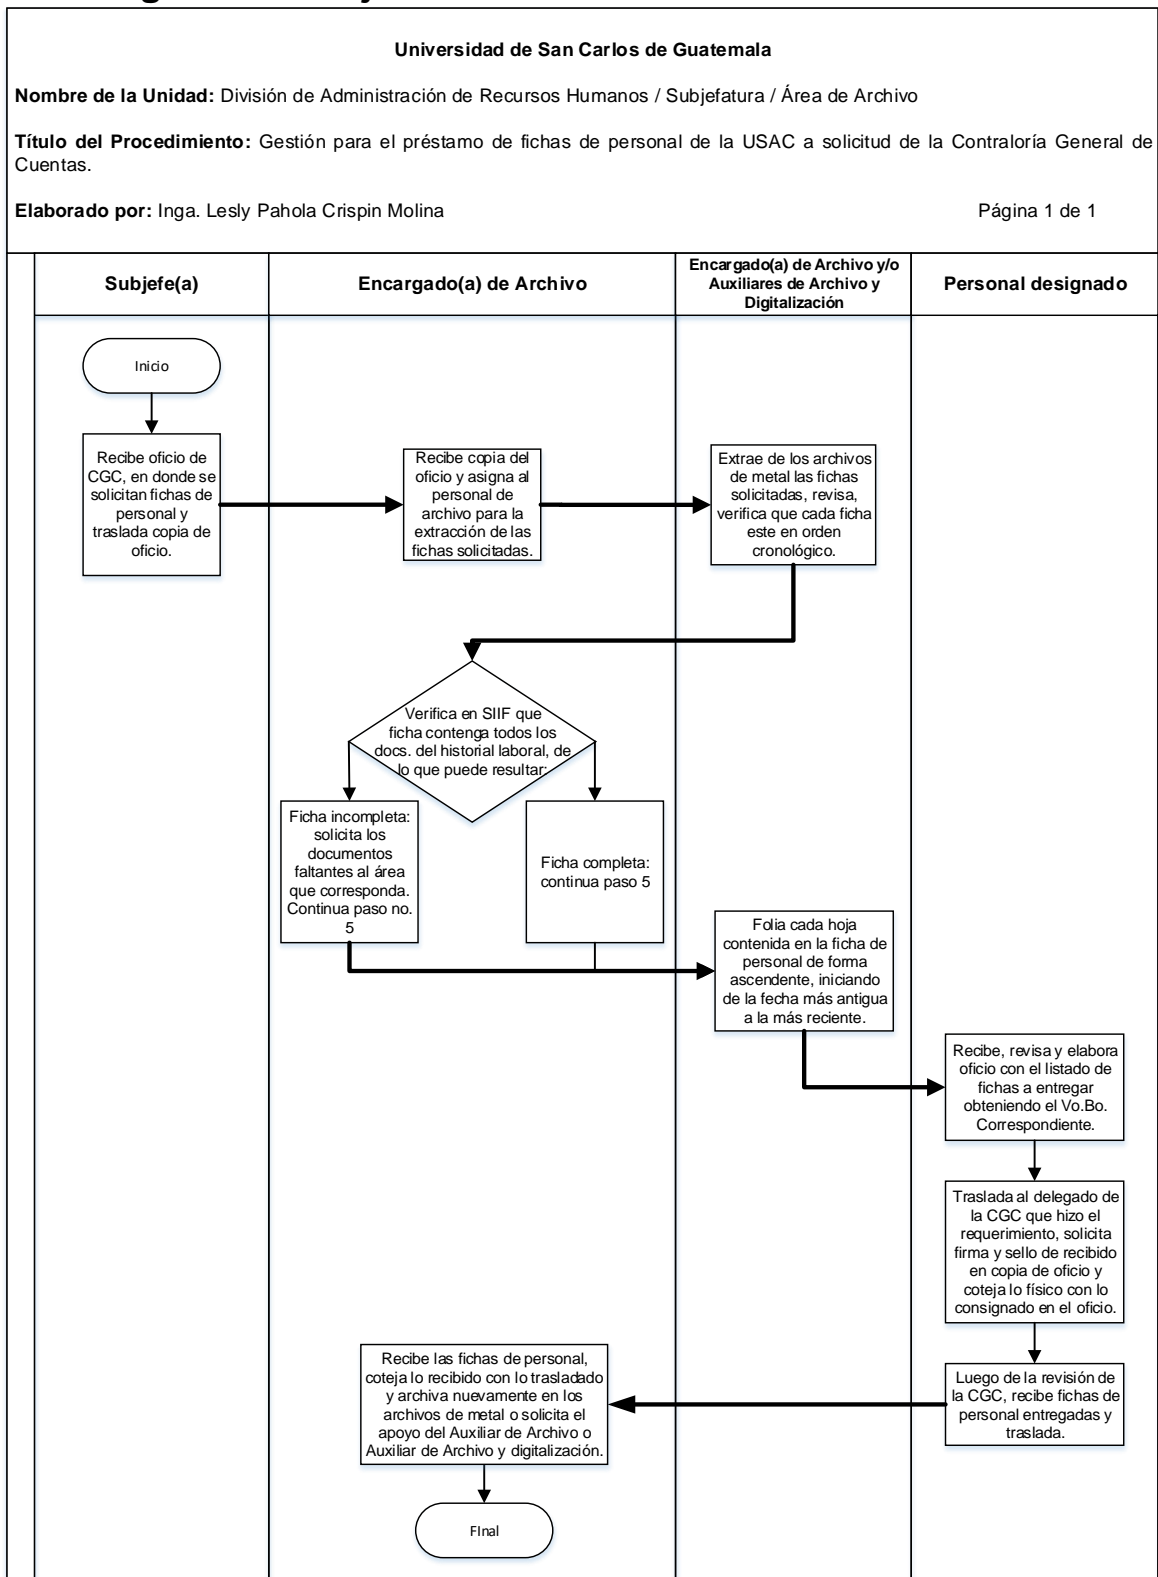 Universidad de San Carlos de Guatemala
Nombre de la Unidad: División de Administración de Recursos Humanos / Subjefatura / Área de Archivo
Título del Procedimiento: Gestión para el préstamo de fichas de personal de la USAC a solicitud de la Contraloría General de
Cuentas.
Elaborado por: Inga. Lesly Pahola Crispin Molina
Página 1 de 1
Subjefe(a)
Encargado(a) de Archivo
Encargado(a) de Archivo y/o
Auxiliares de Archivo y
Digitalización
Personal designado
Inicio
Recibe oficio de
CGC, en donde se
solicitan fichas de
personal y
traslada copia de
oficio.
Recibe copia del
oficio y asigna al
personal de
archivo para la
extracción de las
fichas solicitadas.
Extrae de los archivos
de metal las fichas
solicitadas, revisa,
verifica que cada ficha
este en orden
cronológico.
Verifica en SIIF que
ficha contenga todos los
docs. del historial laboral, de
lo que puede resultar:
Ficha incompleta:
solicita los
documentos
faltantes al área
que corresponda.
Continua paso no.
5
Ficha completa:
continua paso 5
Folia cada hoja
contenida en la ficha de
personal de forma
ascendente, iniciando
de la fecha más antigua
a la más reciente.
Recibe, revisa y elabora
oficio con el listado de
fichas a entregar
obteniendo el Vo.Bo.
Correspondiente.
Traslada al delegado de
la CGC que hizo el
requerimiento, solicita
firma y sello de recibido
en copia de oficio y
coteja lo físico con lo
consignado en el oficio.
Luego de la revisión de
la CGC, recibe fichas de
personal entregadas y
traslada.
Recibe las fichas de personal,
coteja lo recibido con lo trasladado
y archiva nuevamente en los
archivos de metal o solicita el
apoyo del Auxiliar de Archivo o
Auxiliar de Archivo y digitalización.
FInal